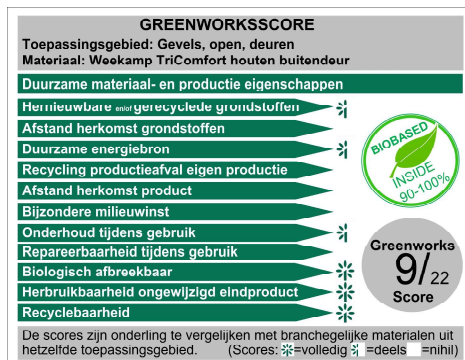 GREENWORKSSCORE
Toepassingsgebied: Gevels, open, deuren
Materiaal: Weekamp TriComfort houten buitendeur
Duurzame materiaal- en productie eigenschappen
Hernieuwbare en/of gerecyclede grondstoffen
Afstand herkomst grondstoffen
Duurzame energiebron
Recycling productieafval eigen productie
Afstand herkomst product
Bijzondere milieuwinst
Onderhoud tijdens gebruik
Repareerbaarheid tijdens gebruik
Biologisch afbreekbaar
Herbruikbaarheid ongewijzigd eindproduct
Recyclebaarheid
BIOBASED
INSIDE
90-100%
Greenworks
9/22
Score
De scores zijn onderling te vergelijken met branchegelijke materialen uit
hetzelfde toepassingsgebied. (Scores: =volledig =deels =nihil)